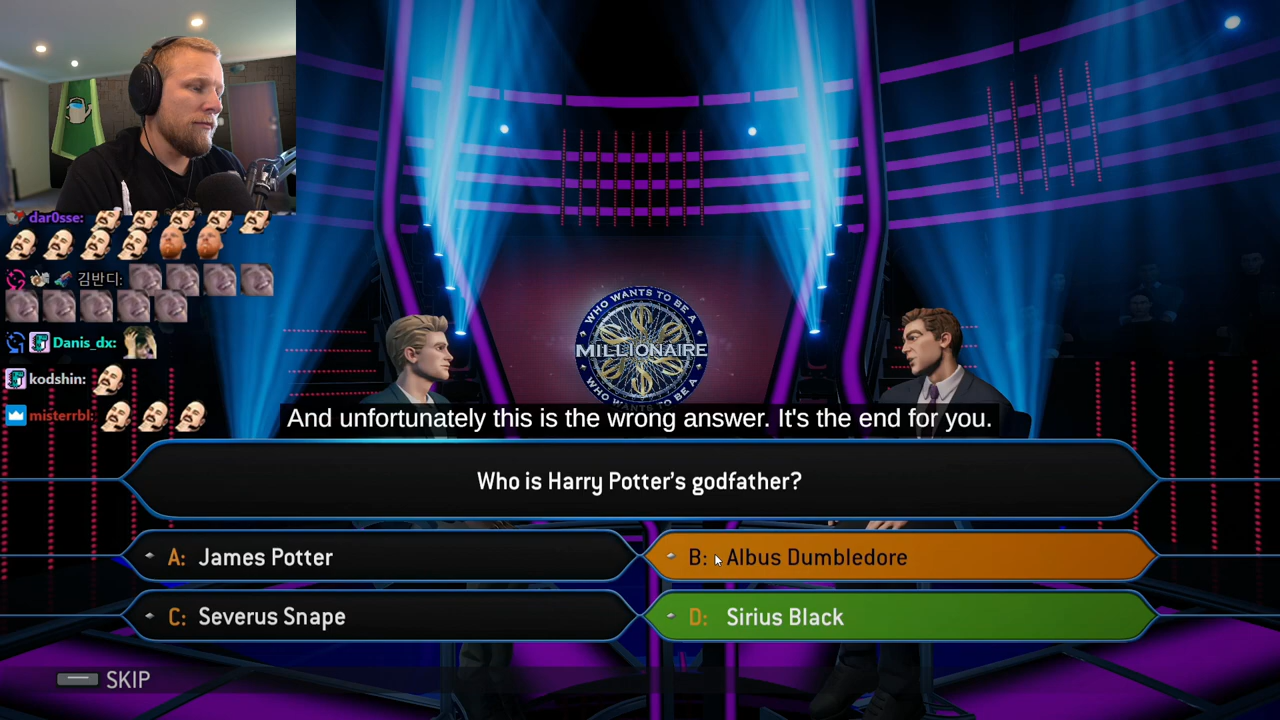 dar0sse:
김반디:
Danis_dx:
kodshin:
misterrbl:
WHO WANTS TO BE A
MILLIONAIRE
WHO WANTS TO BE A
And unfortunately this is the wrong answer. It's the end for you.
Who is Harry Potter's godfather?
A: James Potter
B: Albus Dumbledore
C: Severus Snape
D: Sirius Black
SKIP